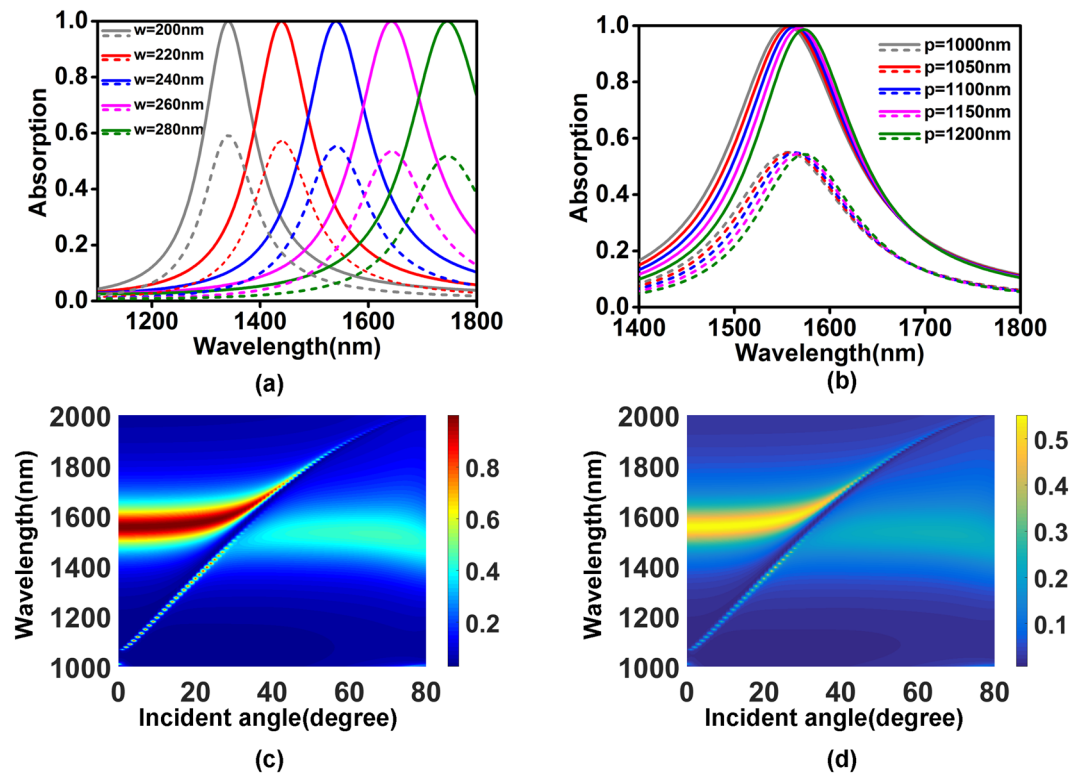 1.0
0.8
0.6
0.4
0.2
0.0
Absorption
w=200nm
w=220nm
w=240nm
w=260nm
w=280nm
1200 1400 1600 1800
Wavelength(nm)
(a)
1.0
0.8
0.6
0.4
0.2
0.0
Absorption
p=1000nm
p=1050nm
p=1100nm
p=1150nm
p=1200nm
1400 1500 1600 1700 1800
Wavelength(nm)
(b)
2000
1800
1600
1400
1200
1000
Wavelength(nm)
0 20 40 60 80
Incident angle(degree)
0.8
0.6
0.4
0.2
(c)
2000
1800
1600
1400
1200
1000
Wavelength(nm)
0 20 40 60 80
Incident angle(degree)
0.5
0.4
0.3
0.2
0.1
(d)